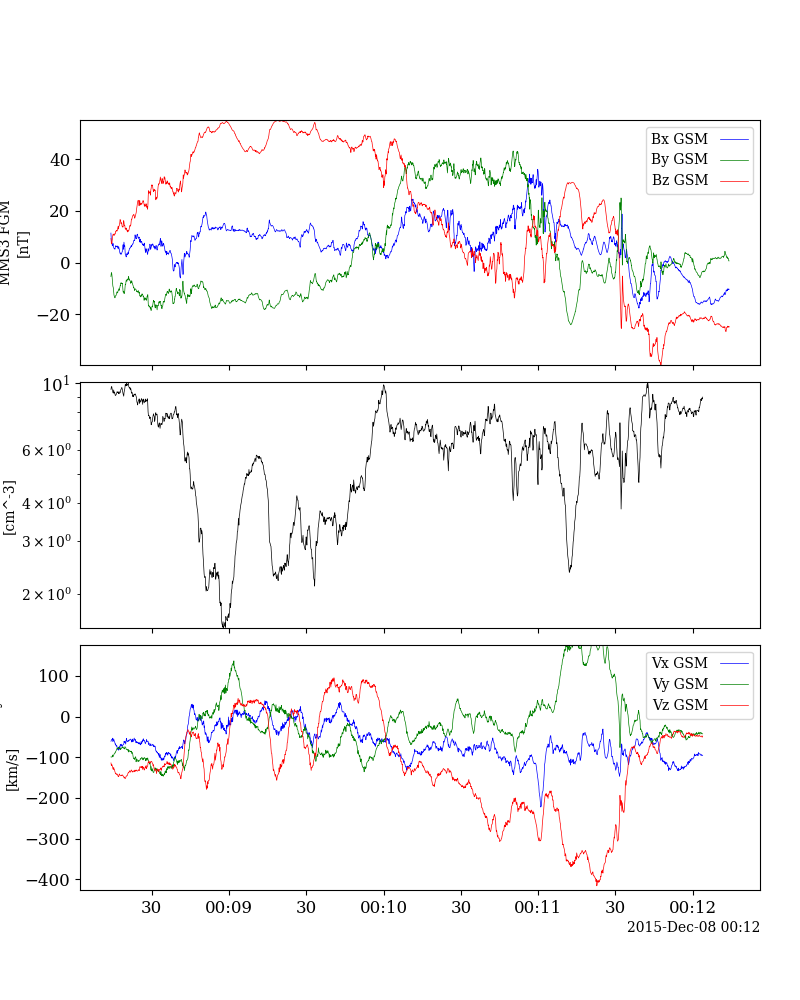 MMS3 FGM
[nT]
40
20
0
−20
Bx GSM
By GSM
Bz GSM
[cm^-3]
10^1
6 × 10^0
4 × 10^0
3 × 10^0
2 × 10^0
[km/s]
100
0
−100
−200
−300
−400
Vx GSM
Vy GSM
Vz GSM
30 00:09 30 00:10 30 00:11 30 00:12
2015-Dec-08 00:12